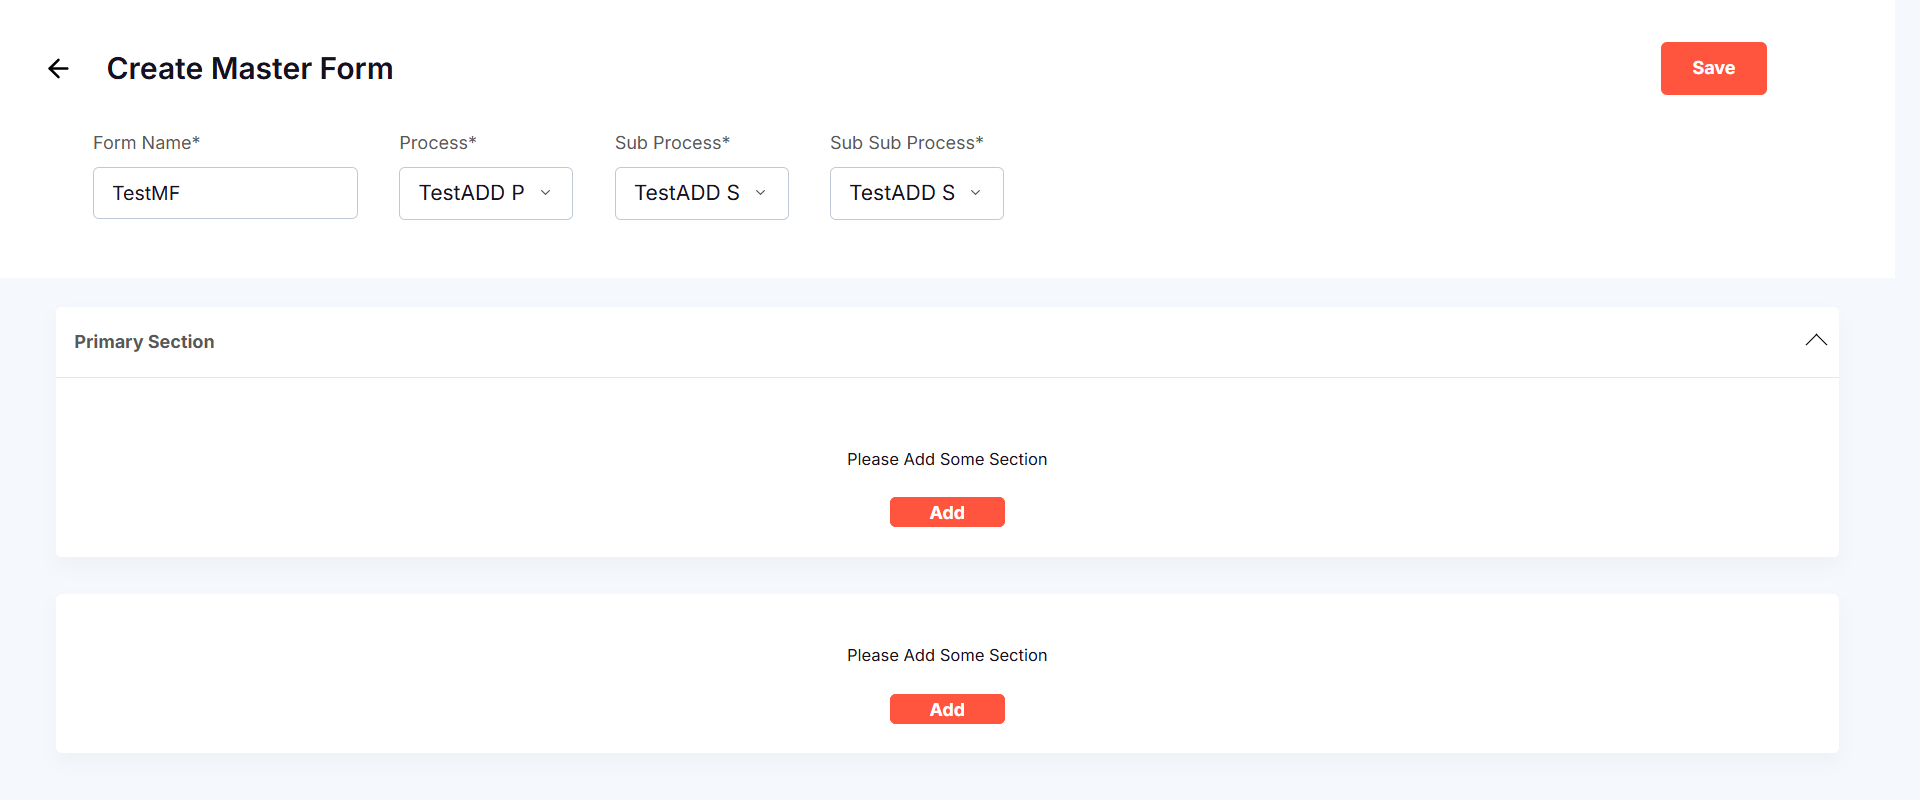 Create Master Form
Save
Form Name*
Process*
Sub Process*
Sub Sub Process*
TestMF
TestADD P
TestADD S
TestADD S
Primary Section
Please Add Some Section
Add
Please Add Some Section
Add